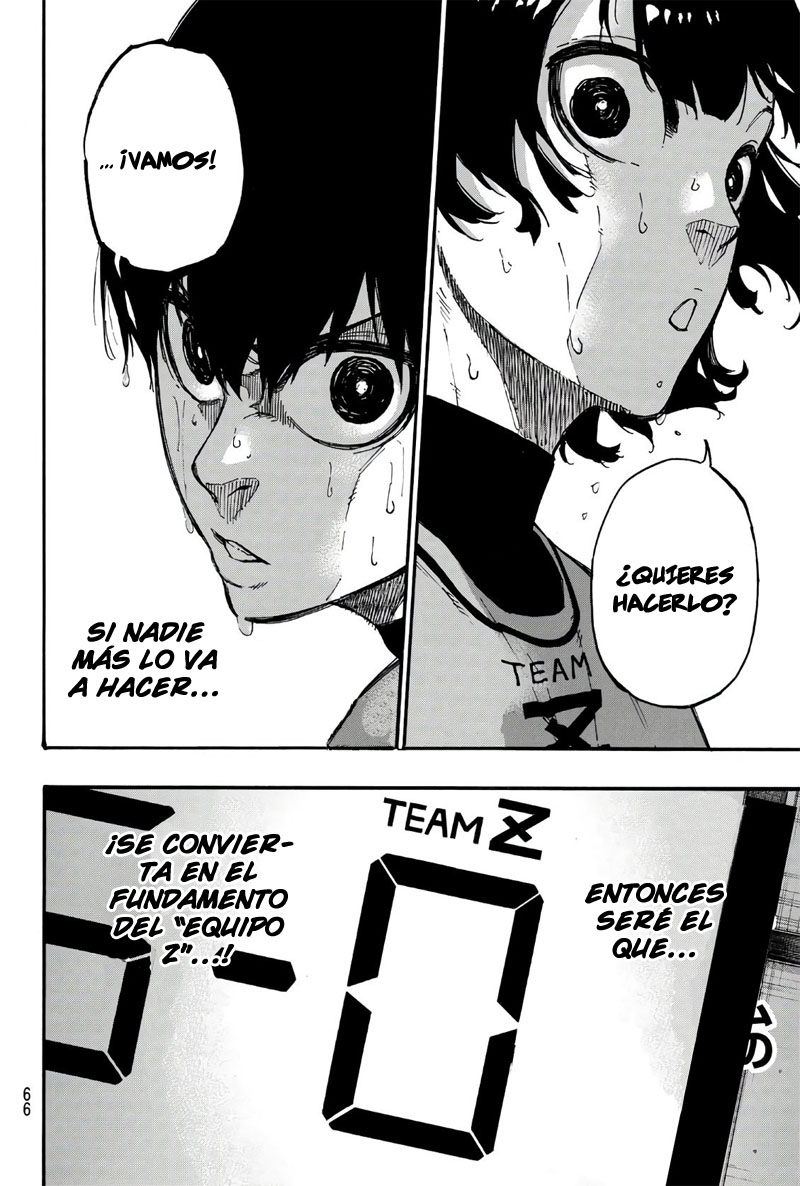 ¿QUIERES
HACERLO?
TEAM
Z
...¡VAMOS!
SI NADIE
MÁS LO VA
A HACER...
ENTONCES
SERÉ EL
QUE...
TEAM Z
- 0
¡SE CONVIER-
TA EN EL
FUNDAMENTO
DEL "EQUIPO
Z"...!
66